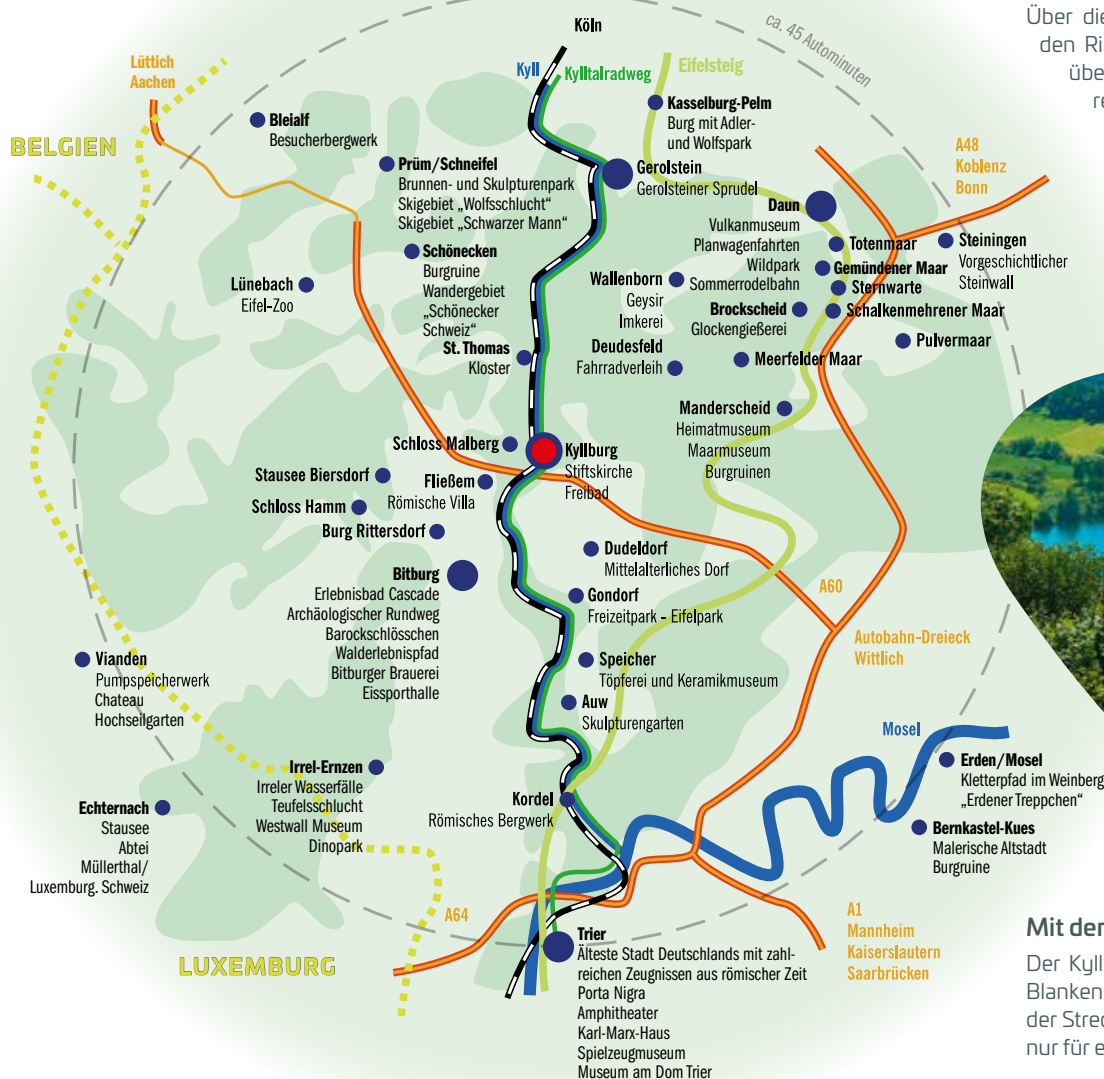 Über die
den Ri
übe
re
ca. 45 Autominuten
Köln
Kyll
Kylltalradweg
Eifelsteig
Lüttich
Aachen
BELGIEN
Bleialf
Besucherbergwerk
Kasselburg-Pelm
Burg mit Adler-
und Wolfspark
Prüm/Schneifel
Brunnen- und Skulpturenpark
Skigebiet „Wolfsschlucht“
Skigebiet „Schwarzer Mann“
Gerolstein
Gerolsteiner Sprudel
A48
Koblenz
Bonn
Daun
Vulkanmuseum
Planwagenfahrten
Wildpark
Sommerrodelbahn
Totenmaar
Gemündener Maar
Sternwarte
Schalkenmehrener Maar
Steiningen
Vorgeschichtlicher
Steinwall
Schönecken
Burgruine
Wandergebiet
„Schönecker
Schweiz“
Lünebach
Eifel-Zoo
Wallenborn
Geysir
Imkerei
Brockscheid
Glockengießerei
Pulvermaar
St. Thomas
Kloster
Deudesfeld
Fahrradverleih
Meerfelder Maar
Manderscheid
Heimatmuseum
Maarmuseum
Burgruinen
Schloss Malberg
Kyllburg
Stiftskirche
Freibad
Stausee Biersdorf
Fließem
Römische Villa
Schloss Hamm
Burg Rittersdorf
Dudeldorf
Mittelalterliches Dorf
Bitburg
Erlebnisbad Cascade
Archäologischer Rundweg
Barockschlösschen
Walderlebnispfad
Bitburger Brauerei
Eissporthalle
Gondorf
Freizeitpark – Eifelpark
A60
Autobahn-Dreieck
Wittlich
Vianden
Pumpspeicherwerk
Chateau
Hochseilgarten
Speicher
Töpferei und Keramikmuseum
Auw
Skulpturengarten
Mosel
Irrel-Ernzen
Irreler Wasserfälle
Teufelsschlucht
Westwall Museum
Dinopark
Erden/Mosel
Kletterpfad im Weinberg
„Erdener Treppchen“
Echternach
Stausee
Abtei
Müllerthal/
Luxemburg. Schweiz
Kordel
Römisches Bergwerk
Bernkastel-Kues
Malerische Altstadt
Burgruine
A64
A1
Mannheim
Kaiserslautern
Saarbrücken
LUXEMBURG
Trier
Älteste Stadt Deutschlands mit zahl-
reichen Zeugnissen aus römischer Zeit
Porta Nigra
Amphitheater
Karl-Marx-Haus
Spielzeugmuseum
Museum am Dom Trier
Mit der
Der Kyllt
Blanken
der Strec
nur für e